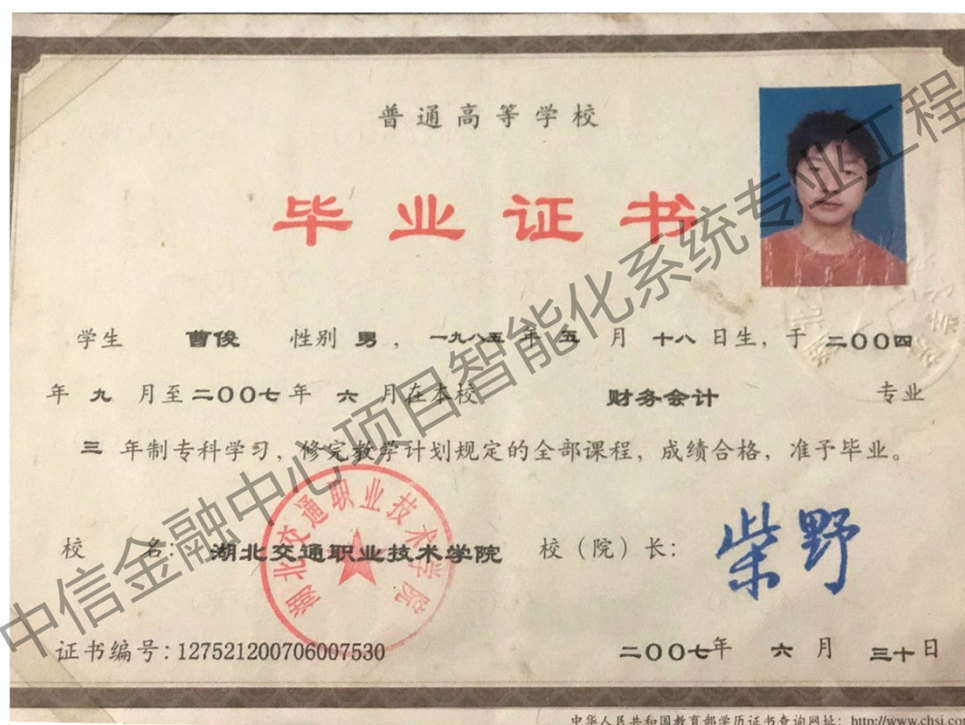 普通高等学校
毕业证书
学生 曹俊 性别 男，一九八五年五月十八日生，于二〇〇四
年九月至二〇〇七年六月在本校 财务会计 专业
三年制专科学习，修完教学计划规定的全部课程，成绩合格，准予毕业。
校 名：湖北交通职业技术学院 校（院）长：柴野
湖北交通职业技术学院
证书编号：127521200706007530 二〇〇七年六月三十日
中华人民共和国教育部学历证书查询网址：http://www.chsi.com
中信金融中心项目智能化系统专业工程